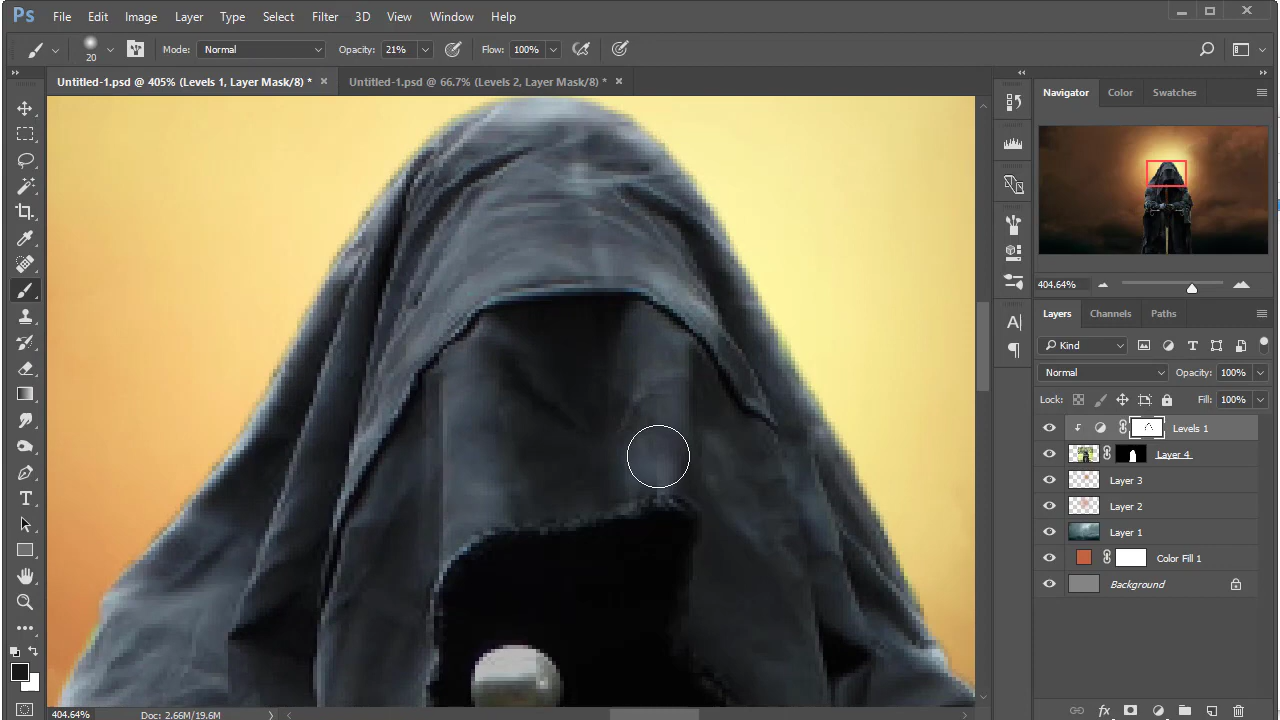 Ps File Edit Image Layer Type Select Filter 3D View Window Help
20 Mode: Normal Opacity: 21% Flow: 100%
Untitled-1.psd @ 405% (Levels 1, Layer Mask/8) * Untitled-1.psd @ 66.7% (Levels 2, Layer Mask/8) *
Navigator Color Swatches
404.64%
Layers Channels Paths
Kind
Normal Opacity: 100%
Lock: Fill: 100%
Levels 1
Layer 4
Layer 3
Layer 2
Layer 1
Color Fill 1
Background
404.64% Doc: 2.66M/19.6M